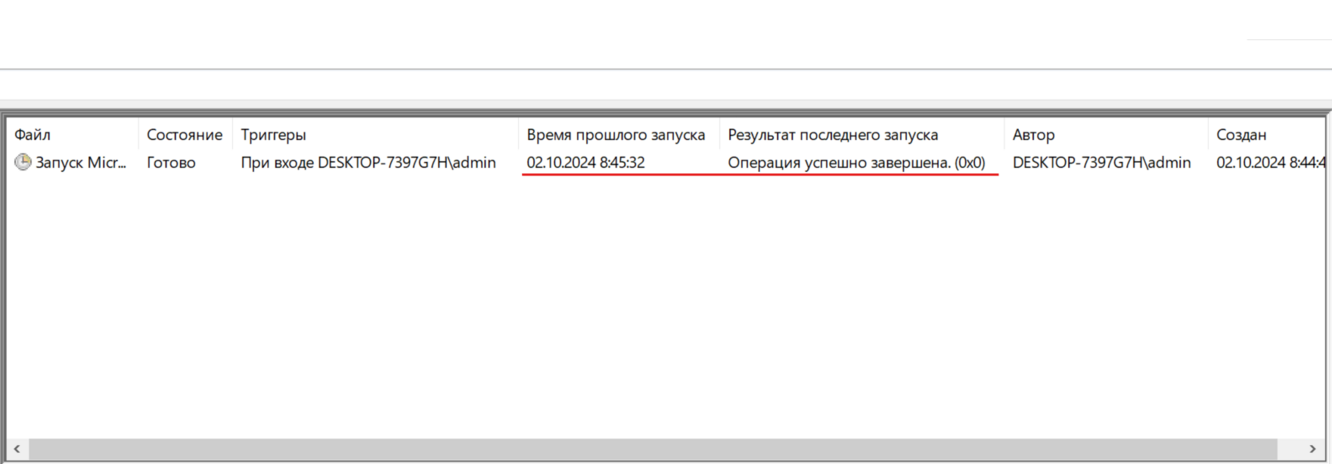 Файл Состояние Триггеры Время прошлого запуска Результат последнего запуска Автор Создан
Запуск Micr... Готово При входе DESKTOP-7397G7H\admin 02.10.2024 8:45:32 Операция успешно завершена. (0x0) DESKTOP-7397G7H\admin 02.10.2024 8:44:4